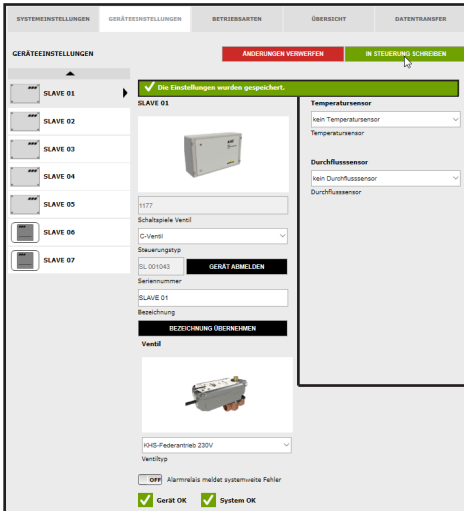 SYSTEMEINSTELLUNGEN GERÄTEEINSTELLUNGEN BETRIEBSARTEN ÜBERSICHT DATENTRANSFER
GERÄTEEINSTELLUNGEN ÄNDERUNGEN VERWERFEN IN STEUERUNG SCHREIBEN
SLAVE 01
SLAVE 02
SLAVE 03
SLAVE 04
SLAVE 05
SLAVE 06
SLAVE 07
Die Einstellungen wurden gespeichert.
SLAVE 01
1177
Schaltspiele Ventil
C-Ventil
Steuerungstyp
SL 001043 GERÄT ABMELDEN
Seriennummer
SLAVE 01
Bezeichnung
BEZEICHNUNG ÜBERNEHMEN
Ventil
KHS-Federantrieb 230V
Ventiltyp
OFF Alarmrelais meldet systemweite Fehler
Gerät OK System OK
Temperatursensor
kein Temperatursensor
Temperatursensor
Durchflusssensor
kein Durchflusssensor
Durchflusssensor